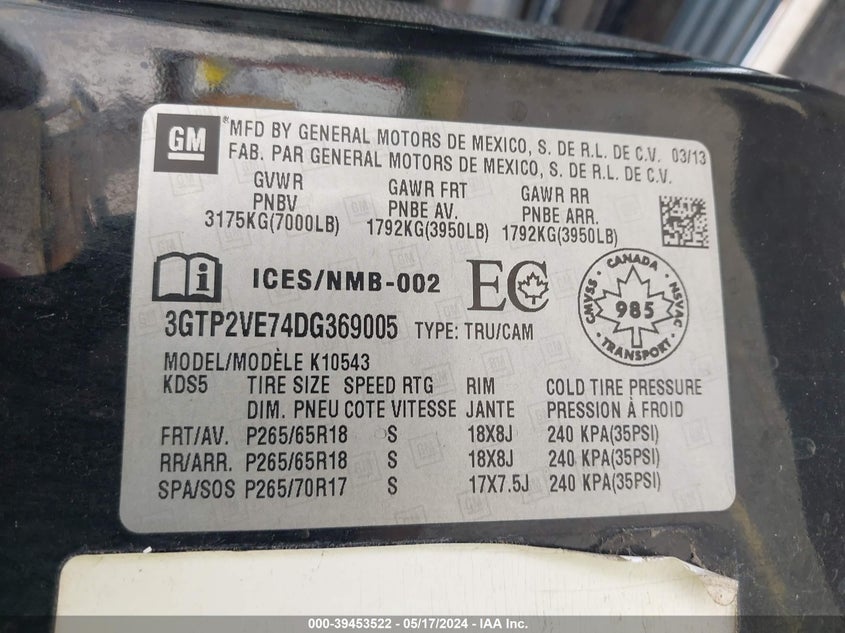 GM
*MFD BY GENERAL MOTORS DE MEXICO, S. DE R.L. DE C.V. 03/13
FAB. PAR GENERAL MOTORS DE MEXICO, S. DE R.L. DE C.V.
GVWR GAWR FRT GAWR RR
PNBV PNBE AV. PNBE ARR.
3175KG(7000LB) 1792KG(3950LB) 1792KG(3950LB)
ICES/NMB-002 EC
CANADA
CMVSS 985 NSVAC
TRANSPORT
3GTP2VE74DG369005 TYPE: TRU/CAM
MODEL/MODÈLE K10543
KDS5 TIRE SIZE SPEED RTG RIM COLD TIRE PRESSURE
DIM. PNEU COTE VITESSE JANTE PRESSION À FROID
FRT/AV. P265/65R18 S 18X8J 240 KPA(35PSI)
RR/ARR. P265/65R18 S 18X8J 240 KPA(35PSI)
SPA/SOS P265/70R17 S 17X7.5J 240 KPA(35PSI)
000-39453522 - 05/17/2024 - IAA Inc.